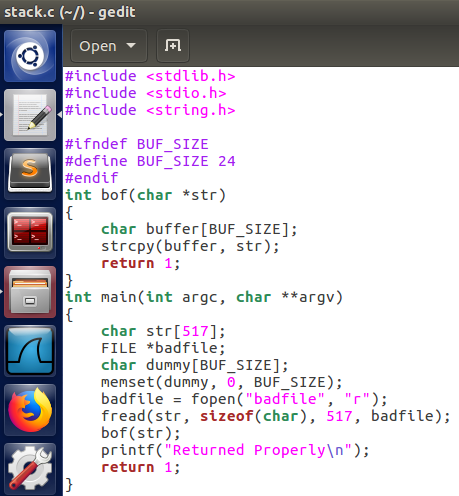 stack.c (~/) - gedit
Open
#include <stdlib.h>
#include <stdio.h>
#include <string.h>

#ifndef BUF_SIZE
#define BUF_SIZE 24
#endif
int bof(char *str)
{
    char buffer[BUF_SIZE];
    strcpy(buffer, str);
    return 1;
}
int main(int argc, char **argv)
{
    char str[517];
    FILE *badfile;
    char dummy[BUF_SIZE];
    memset(dummy, 0, BUF_SIZE);
    badfile = fopen("badfile", "r");
    fread(str, sizeof(char), 517, badfile);
    bof(str);
    printf("Returned Properly\n");
    return 1;
}